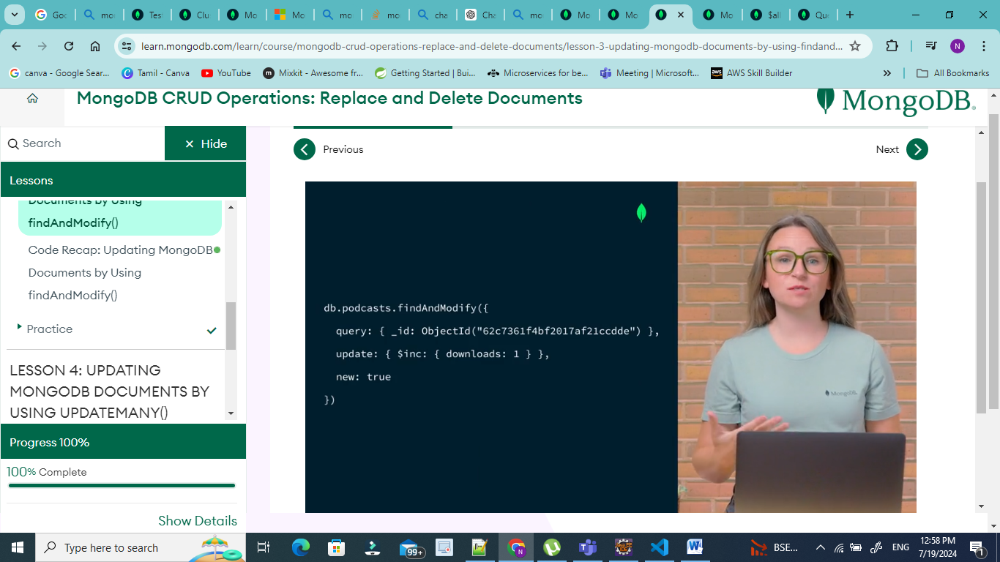 Goo
mon
Test
Clu
Mo
Mo
mo
mo
cha
Cha
mo
Mo
Mo
Mo
$all
Que
learn.mongodb.com/learn/course/mongodb-crud-operations-replace-and-delete-documents/lesson-3-updating-mongodb-documents-by-using-findand...
N
canva - Google Sear...
Tamil - Canva
YouTube
Mixkit - Awesome fr...
Getting Started | Bui...
Microservices for be...
Meeting | Microsoft...
AWS Skill Builder
All Bookmarks
MongoDB CRUD Operations: Replace and Delete Documents
MongoDB®
Search
Hide
Previous
Next
Lessons
Documents by Using
findAndModify()
Code Recap: Updating MongoDB
Documents by Using
findAndModify()
Practice
LESSON 4: UPDATING
MONGODB DOCUMENTS BY
USING UPDATEMANY()
Progress 100%
100% Complete
Show Details
db.podcasts.findAndModify({
query: { _id: ObjectId("62c7361f4bf2017af21ccdde") },
update: { $inc: { downloads: 1 } },
new: true
})
MongoDB.
Type here to search
99+
BSE...
ENG
12:58 PM
7/19/2024
1